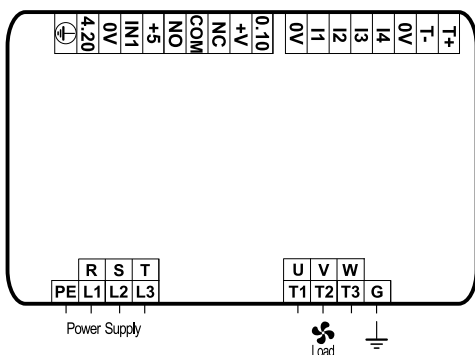 4.20 0V IN1 +5 NO COM NC +V 0.10 0V I1 I2 I3 I4 0V T- T+
R S T U V W
PE L1 L2 L3 T1 T2 T3 G
Power Supply Load